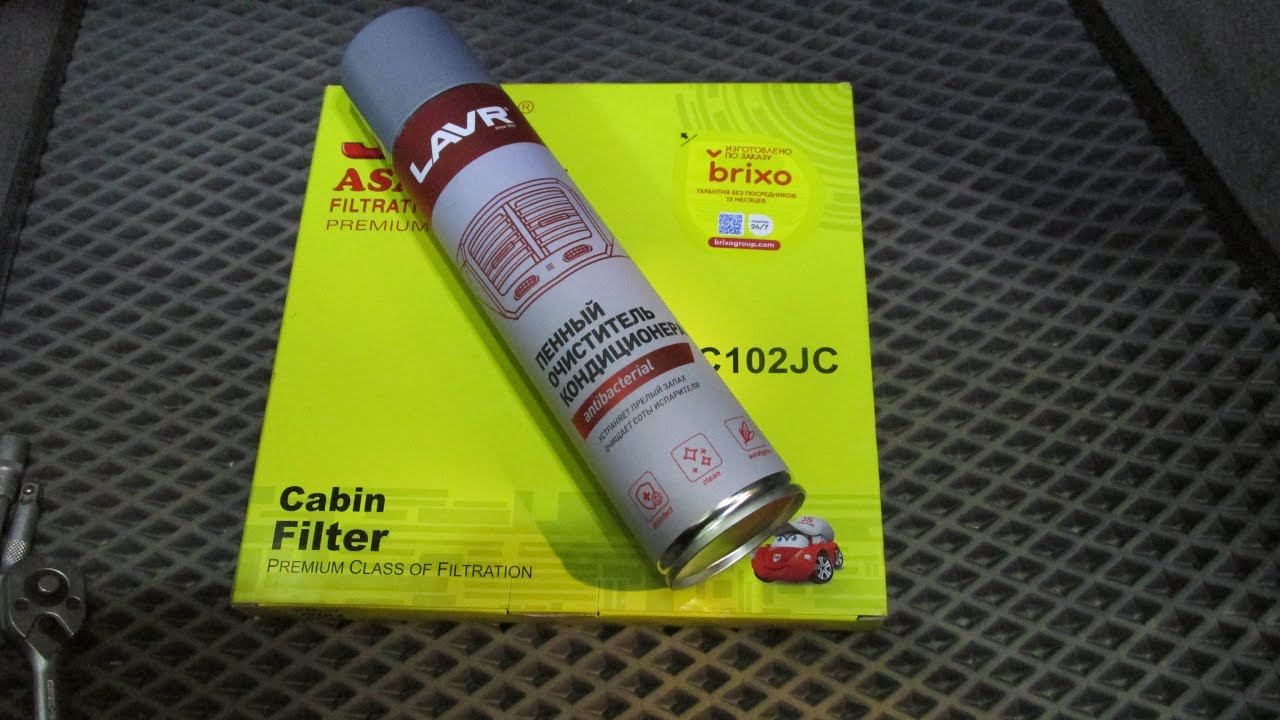 LAVR®
ПЕННЫЙ
ОЧИСТИТЕЛЬ
КОНДИЦИОНЕРА
antibacterial
УСТРАНЯЕТ ПРЕЛЫЙ ЗАПАХ
ОЧИЩАЕТ СОТЫ ИСПАРИТЕЛЯ
clean
®
ASA
FILTRATI
PREMIUM
ИЗГОТОВЛЕНО
ПО ЗАКАЗУ
brixo
ГАРАНТИЯ БЕЗ ПОСРЕДНИКОВ
12 МЕСЯЦЕВ
24/7
brixogroup.com
C102JC
Cabin
Filter
PREMIUM CLASS OF FILTRATION